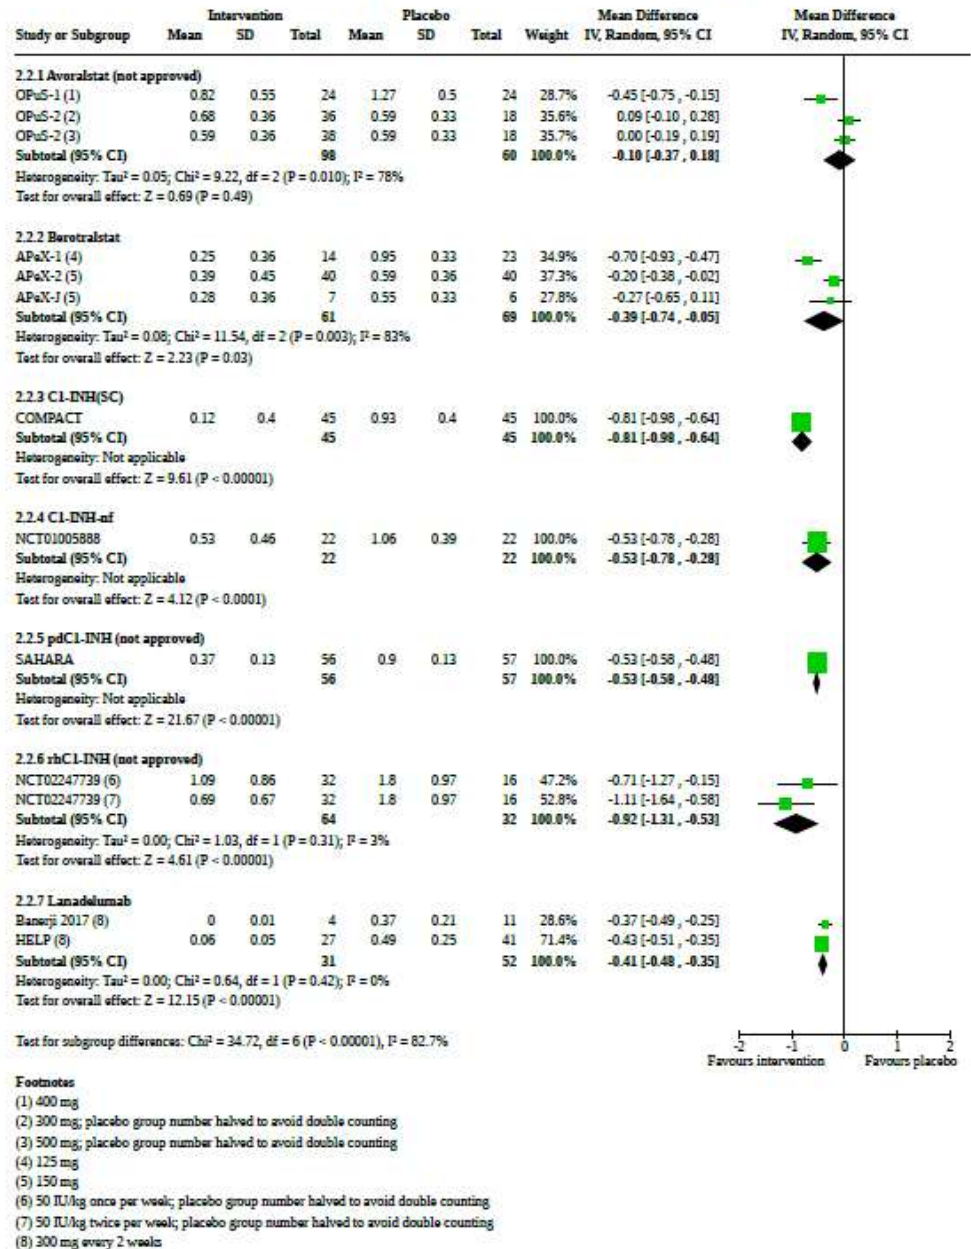 Intervention Placebo Mean Difference Mean Difference
Study or Subgroup Mean SD Total Mean SD Total Weight IV, Random, 95% CI IV, Random, 95% CI
2.2.1 Avoralstat (not approved)
OPuS-1 (1) 0.82 0.55 24 1.27 0.5 24 28.7% -0.45 [-0.75 , -0.15]
OPuS-2 (2) 0.68 0.36 36 0.59 0.33 18 35.6% 0.09 [-0.10 , 0.28]
OPuS-2 (3) 0.59 0.36 38 0.59 0.33 18 35.7% 0.00 [-0.19 , 0.19]
Subtotal (95% CI) 98 60 100.0% -0.10 [-0.37 , 0.18]
Heterogeneity: Tau² = 0.05; Chi² = 9.22, df = 2 (P = 0.010); I² = 78%
Test for overall effect: Z = 0.69 (P = 0.49)
2.2.2 Berotralstat
APeX-1 (4) 0.25 0.36 14 0.95 0.33 23 34.9% -0.70 [-0.93 , -0.47]
APeX-2 (5) 0.39 0.45 40 0.59 0.36 40 37.3% -0.20 [-0.38 , -0.02]
APeX-J (5) 0.28 0.36 7 0.55 0.33 6 27.8% -0.27 [-0.65 , 0.11]
Subtotal (95% CI) 61 69 100.0% -0.39 [-0.74 , -0.05]
Heterogeneity: Tau² = 0.08; Chi² = 11.54, df = 2 (P = 0.003); I² = 83%
Test for overall effect: Z = 2.23 (P = 0.03)
2.2.3 C1-INH(SC)
COMPACT 0.12 0.4 45 0.93 0.4 45 100.0% -0.81 [-0.98 , -0.64]
Subtotal (95% CI) 45 45 100.0% -0.81 [-0.98 , -0.64]
Heterogeneity: Not applicable
Test for overall effect: Z = 9.61 (P < 0.00001)
2.2.4 C1-INH-nf
NCT01005888 0.53 0.46 22 1.06 0.39 22 100.0% -0.53 [-0.78 , -0.28]
Subtotal (95% CI) 22 22 100.0% -0.53 [-0.78 , -0.28]
Heterogeneity: Not applicable
Test for overall effect: Z = 4.12 (P < 0.0001)
2.2.5 pdC1-INH (not approved)
SAHARA 0.37 0.13 56 0.9 0.13 57 100.0% -0.53 [-0.58 , -0.48]
Subtotal (95% CI) 56 57 100.0% -0.53 [-0.58 , -0.48]
Heterogeneity: Not applicable
Test for overall effect: Z = 21.67 (P < 0.00001)
2.2.6 rhC1-INH (not approved)
NCT02247739 (6) 1.09 0.86 32 1.8 0.97 16 47.2% -0.71 [-1.27 , -0.15]
NCT02247739 (7) 0.69 0.67 32 1.8 0.97 16 52.8% -1.11 [-1.64 , -0.58]
Subtotal (95% CI) 64 32 100.0% -0.92 [-1.31 , -0.53]
Heterogeneity: Tau² = 0.00; Chi² = 1.03, df = 1 (P = 0.31); I² = 3%
Test for overall effect: Z = 4.61 (P < 0.00001)
2.2.7 Lanadelumab
Banerji 2017 (8) 0 0.01 4 0.37 0.21 11 28.6% -0.37 [-0.49 , -0.25]
HELP (8) 0.06 0.05 27 0.49 0.25 41 71.4% -0.43 [-0.51 , -0.35]
Subtotal (95% CI) 31 52 100.0% -0.41 [-0.48 , -0.35]
Heterogeneity: Tau² = 0.00; Chi² = 0.64, df = 1 (P = 0.42); I² = 0%
Test for overall effect: Z = 12.15 (P < 0.00001)
Test for subgroup differences: Chi² = 34.72, df = 6 (P < 0.00001), I² = 82.7%
-2 -1 0 1 2
Favours intervention Favours placebo
Footnotes
(1) 400 mg
(2) 300 mg; placebo group number halved to avoid double counting
(3) 500 mg; placebo group number halved to avoid double counting
(4) 125 mg
(5) 150 mg
(6) 50 IU/kg once per week; placebo group number halved to avoid double counting
(7) 50 IU/kg twice per week; placebo group number halved to avoid double counting
(8) 300 mg every 2 weeks